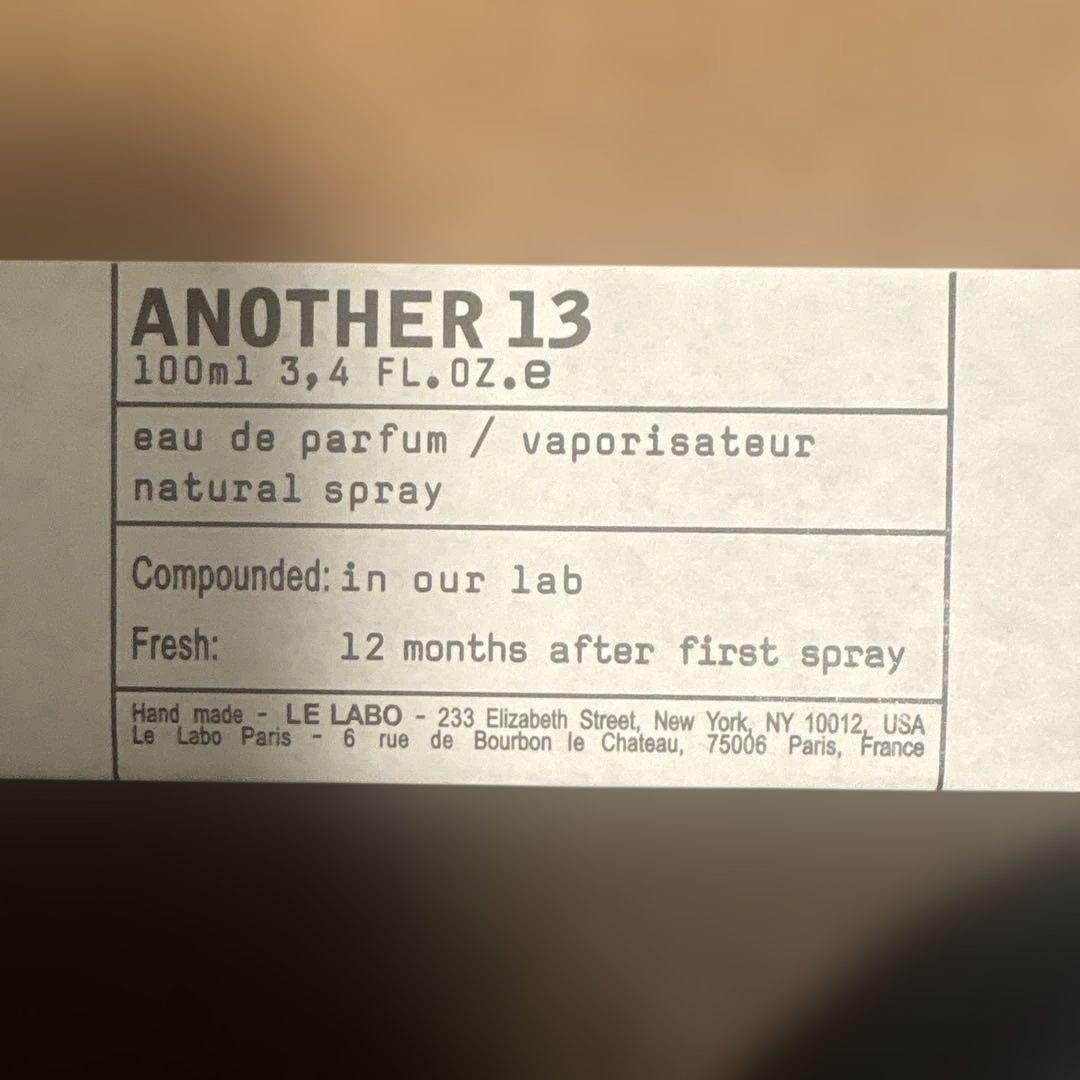 ANOTHER 13
100ml 3,4 FL.OZ.e
eau de parfum / vaporisateur
natural spray
Compounded: in our lab
Fresh: 12 months after first spray
Hand made - LE LABO - 233 Elizabeth Street, New York, NY 10012, USA
Le Labo Paris - 6 rue de Bourbon le Chateau, 75006 Paris, France